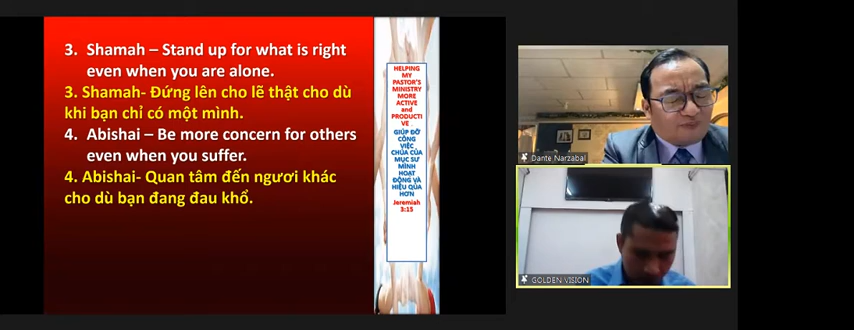 3. Shamah – Stand up for what is right
even when you are alone.
3. Shamah- Đứng lên cho lẽ thật cho dù
khi bạn chỉ có một mình.
4. Abishai – Be more concern for others
even when you suffer.
4. Abishai- Quan tâm đến ngươi khác
cho dù bạn đang đau khổ.
HELPING
MY
PASTOR'S
MINISTRY
MORE
ACTIVE
and
PRODUCTI
VE
GIÚP ĐỠ
CÔNG
VIỆC
CHÚA CỦA
MỤC SƯ
MÌNH
HOẠT
ĐỘNG VÀ
HIỆU QUẢ
HƠN
Jeremiah
3:15
Dante Narzabal
GOLDEN VISION